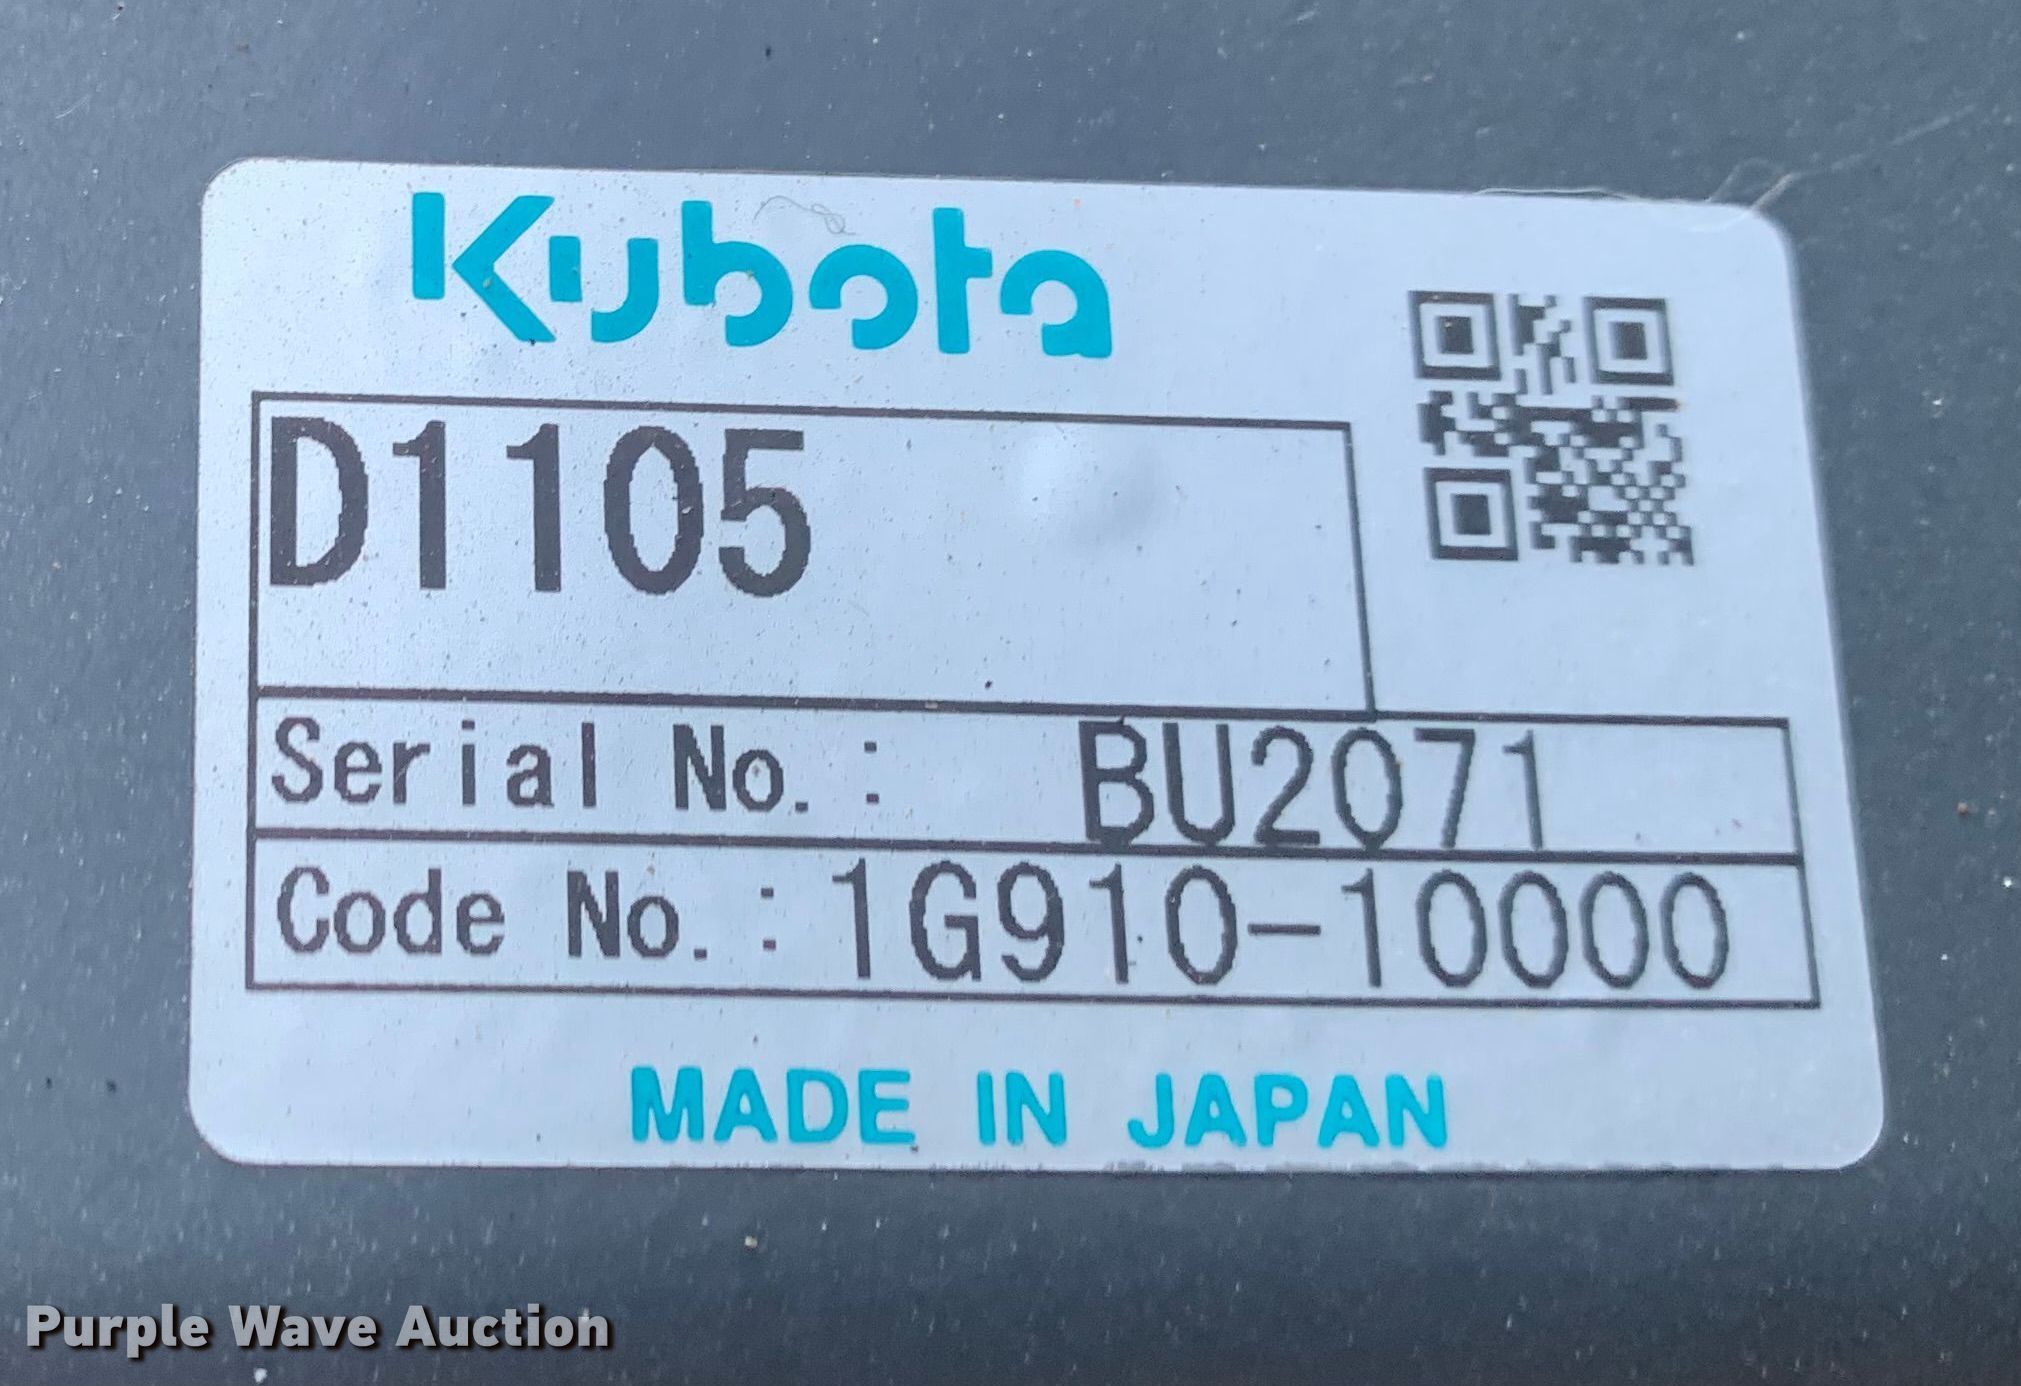 Kubota
D1105
Serial No.: BU2071
Code No.: 1G910-10000
MADE IN JAPAN
Purple Wave Auction